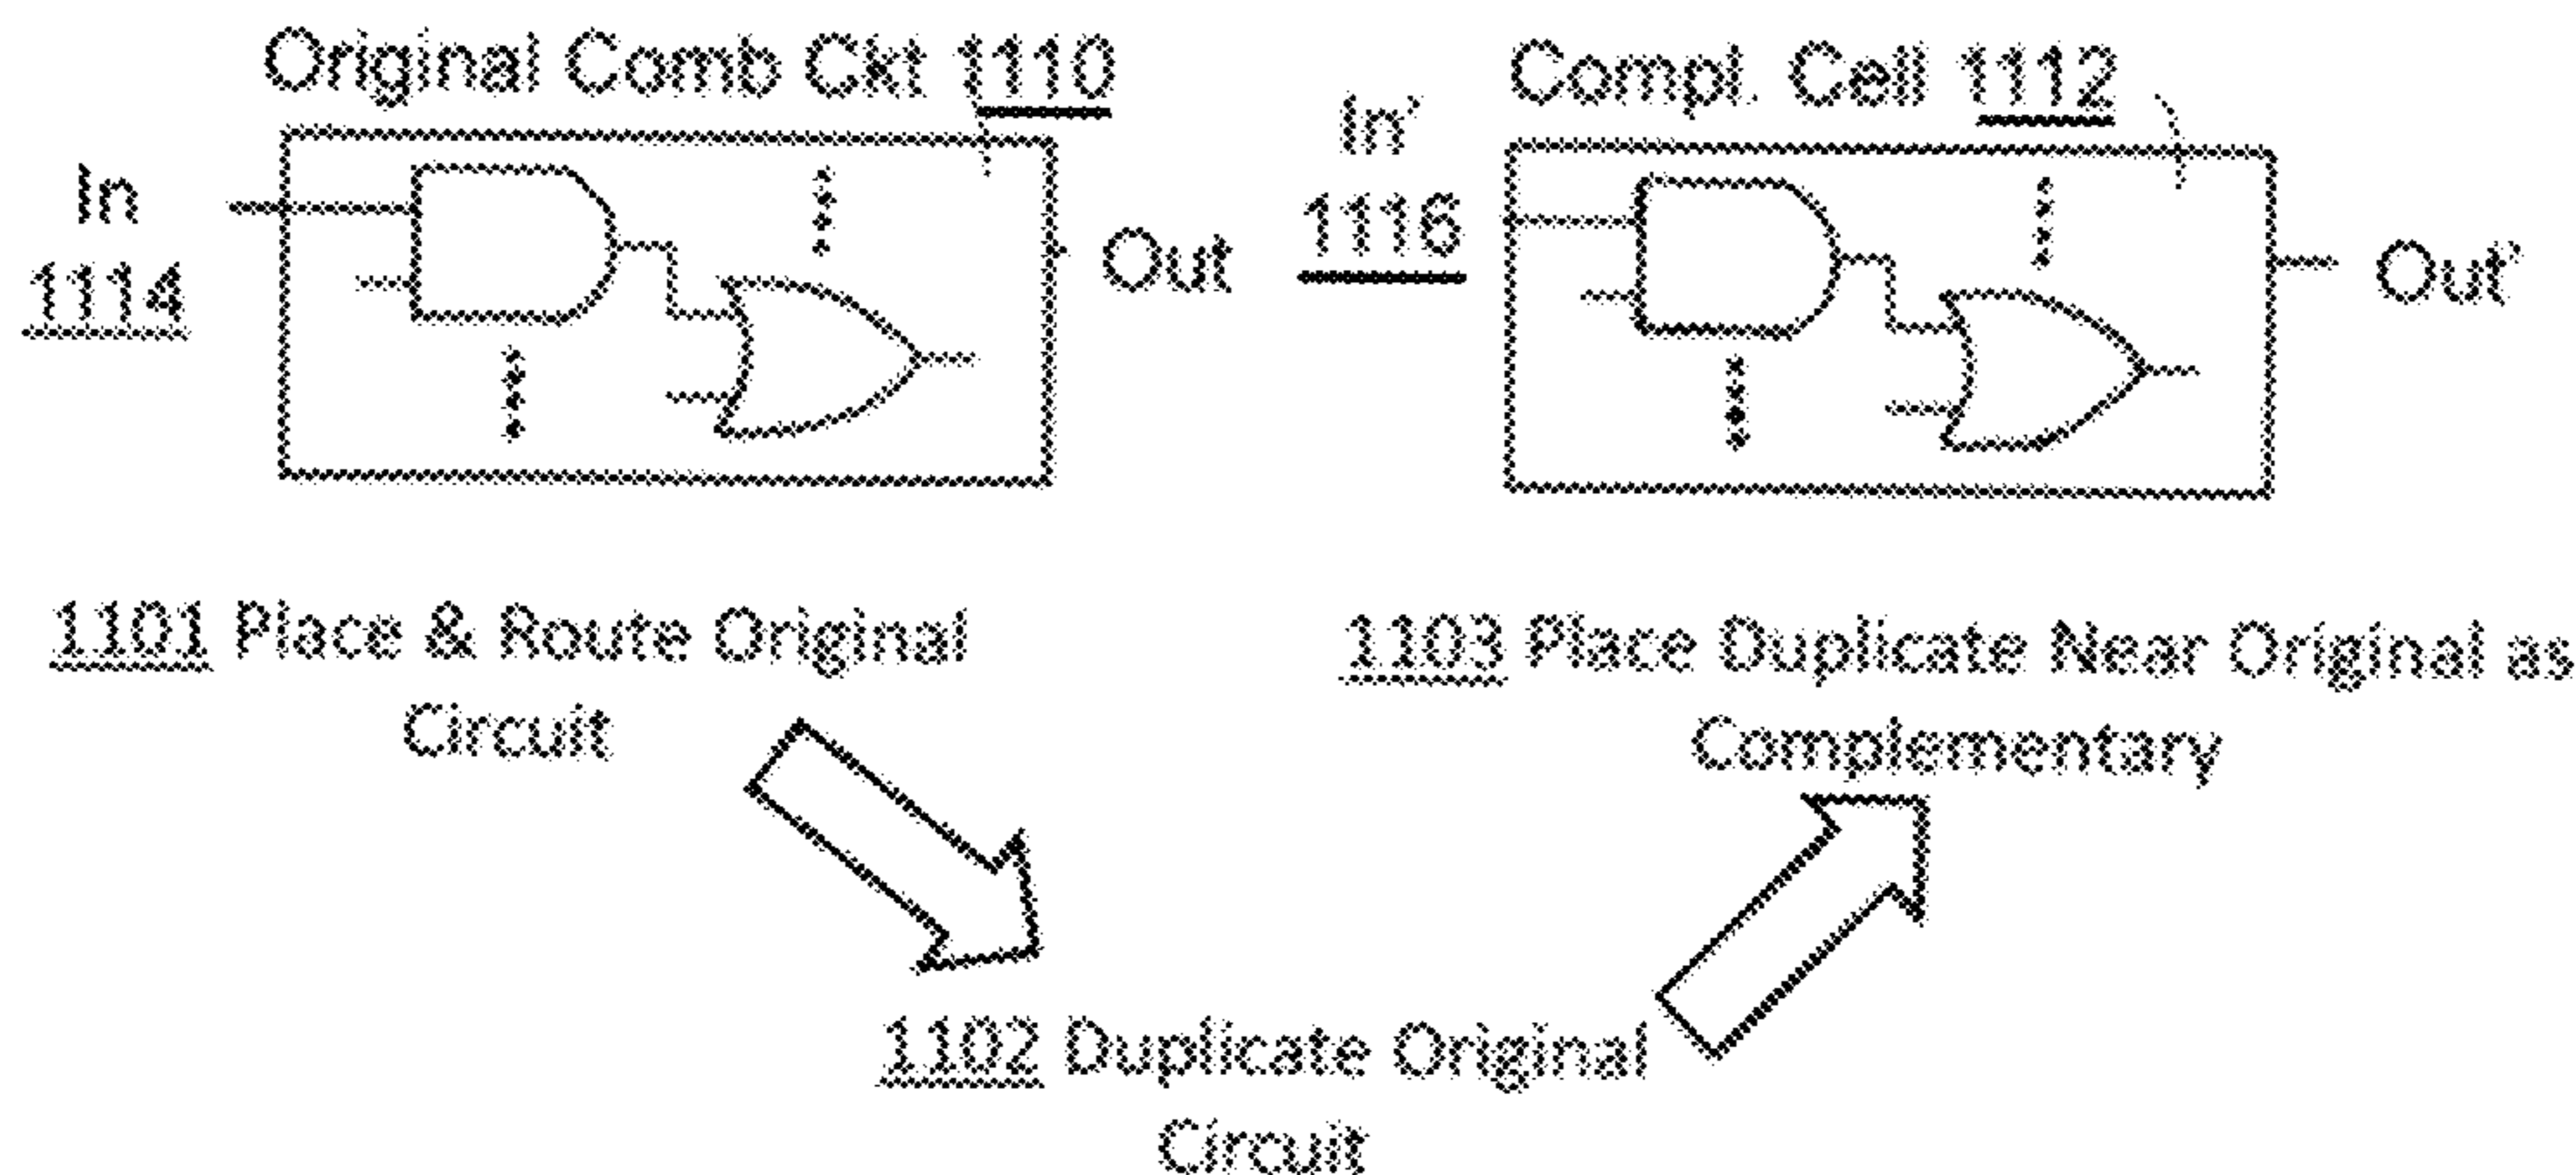 Original Comb Ckt 1110
In
1114
Out
Compl. Cell 1112
In'
1116
Out'
1101 Place & Route Original
Circuit
1103 Place Duplicate Near Original as
Complementary
1102 Duplicate Original
Circuit